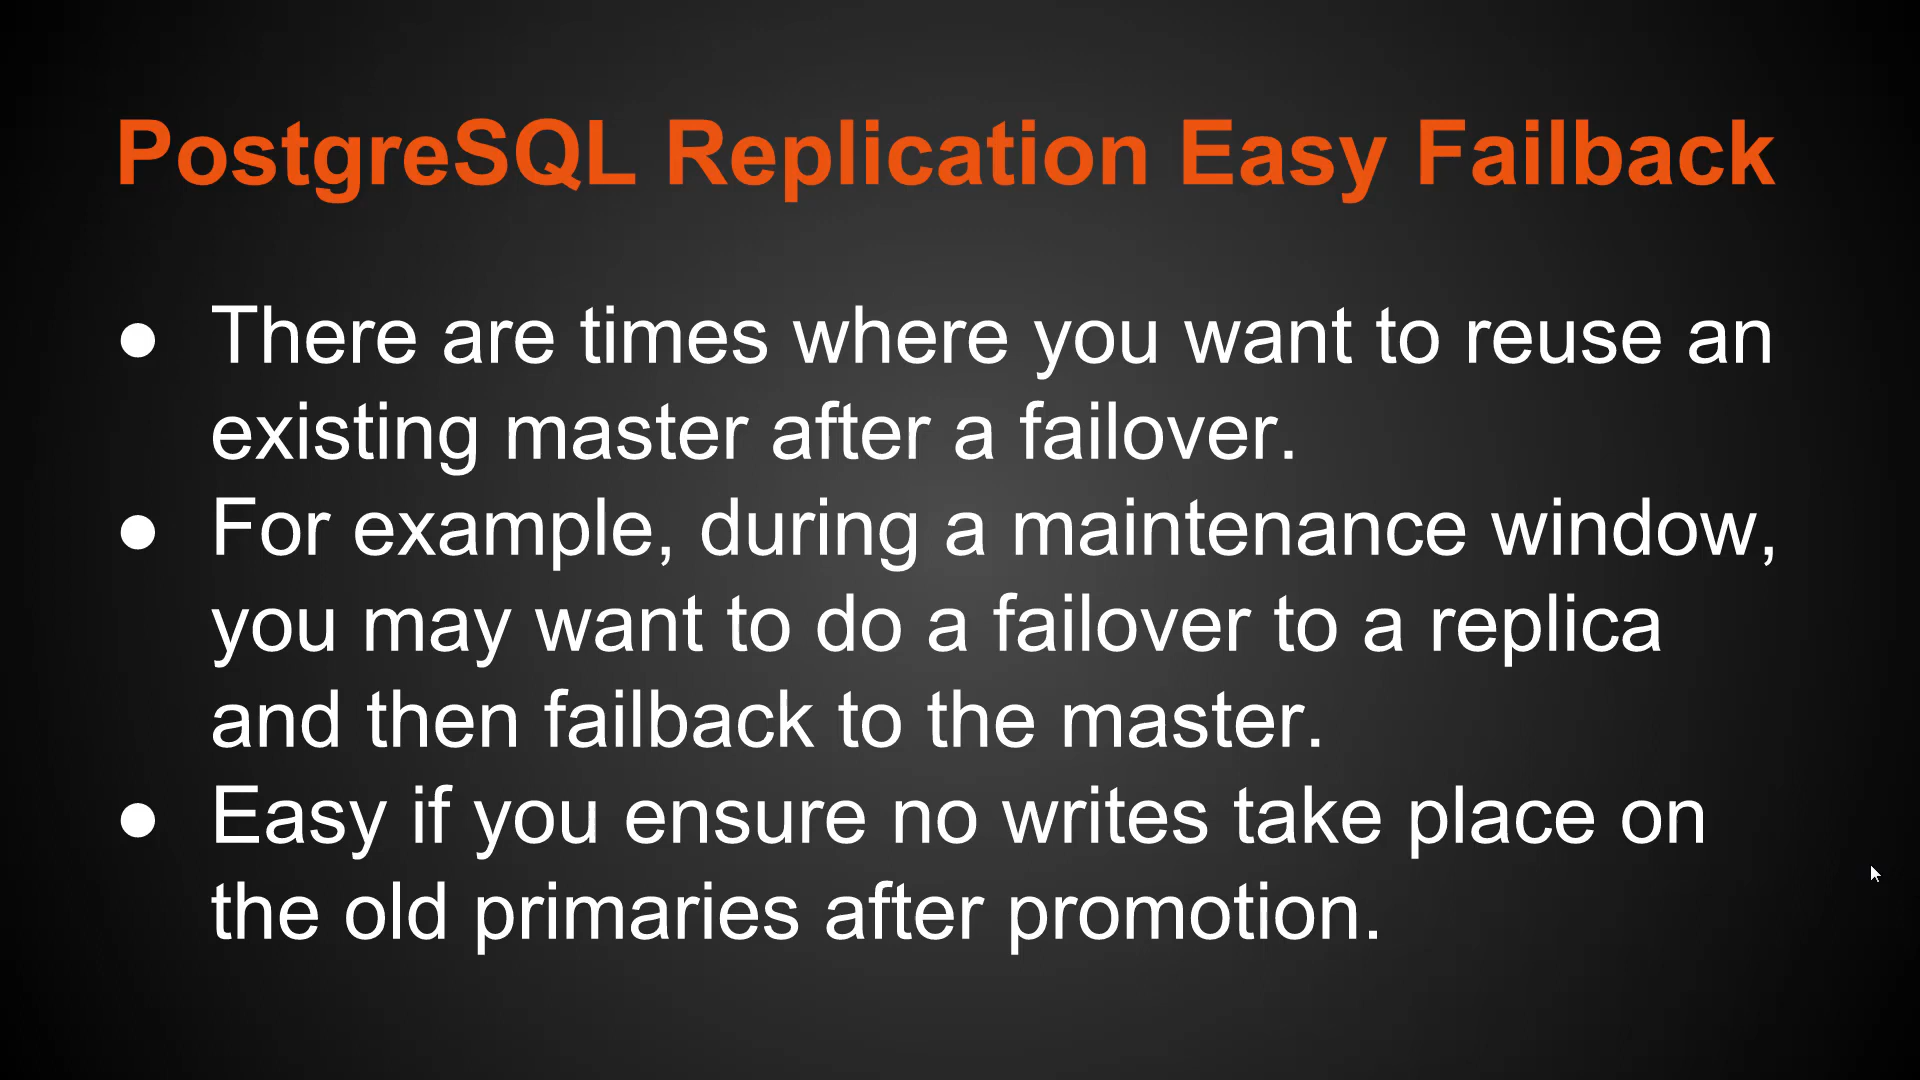 PostgreSQL Replication Easy Failback
● There are times where you want to reuse an
existing master after a failover.
● For example, during a maintenance window,
you may want to do a failover to a replica
and then failback to the master.
● Easy if you ensure no writes take place on
the old primaries after promotion.